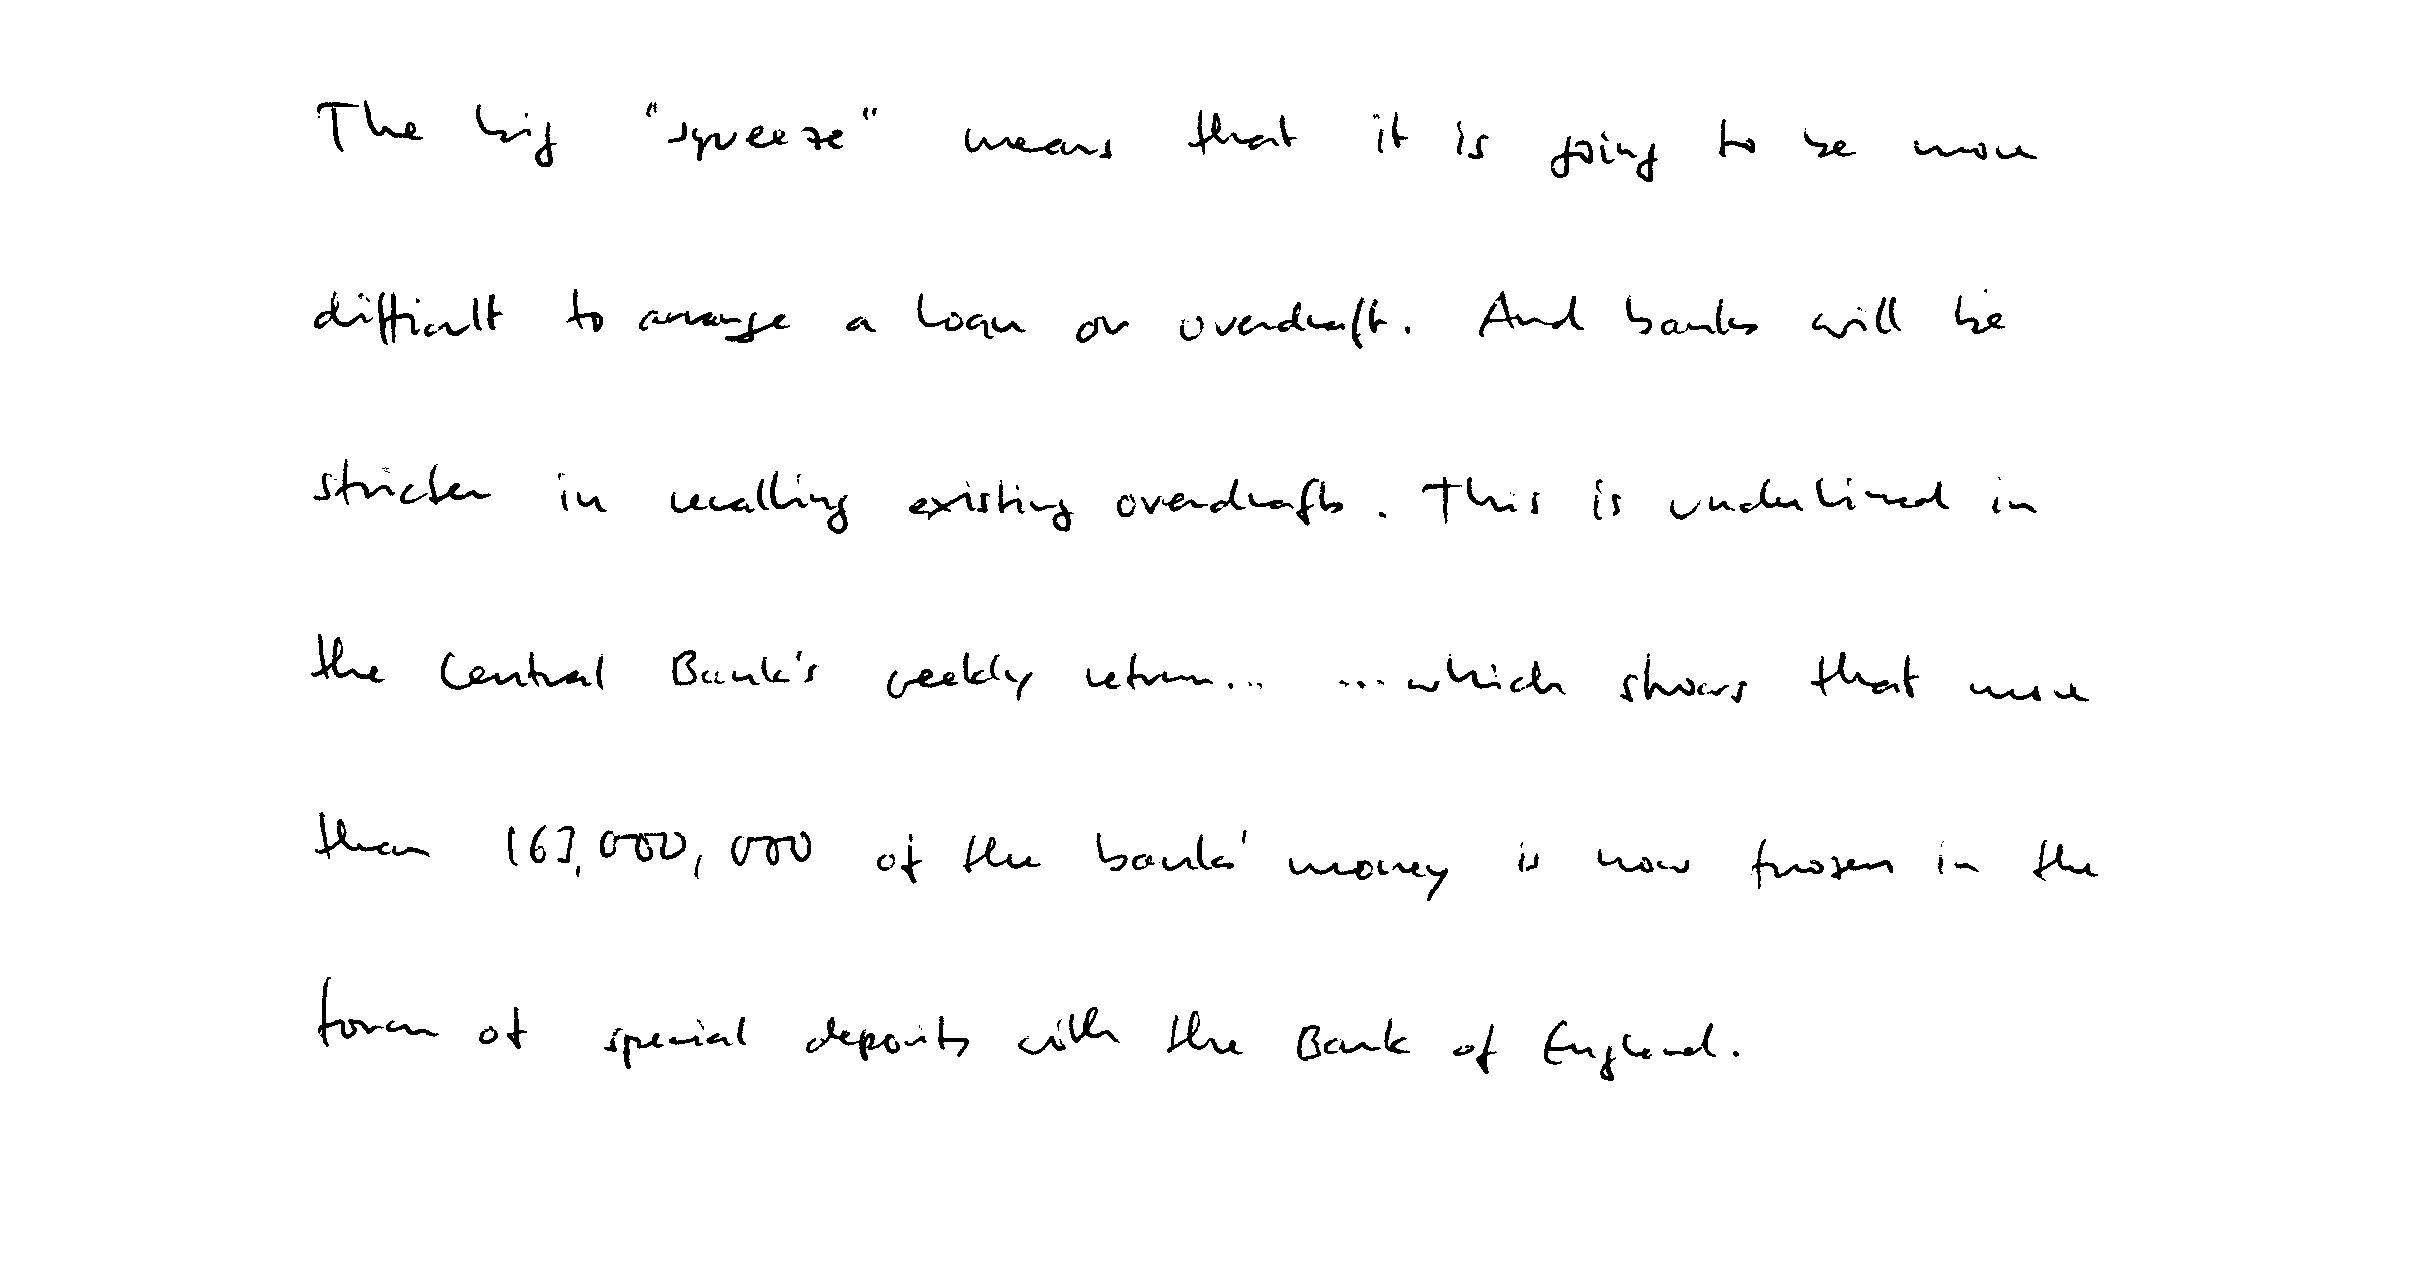 The big "squeeze" means that it is going to be more
difficult to arrange a loan or overdraft. And banks will be
stricter in recalling existing overdrafts. This is underlined in
the Central Bank's weekly return... ...which shows that more
than 163,000,000 of the banks' money is now frozen in the
form of special deposits with the Bank of England.